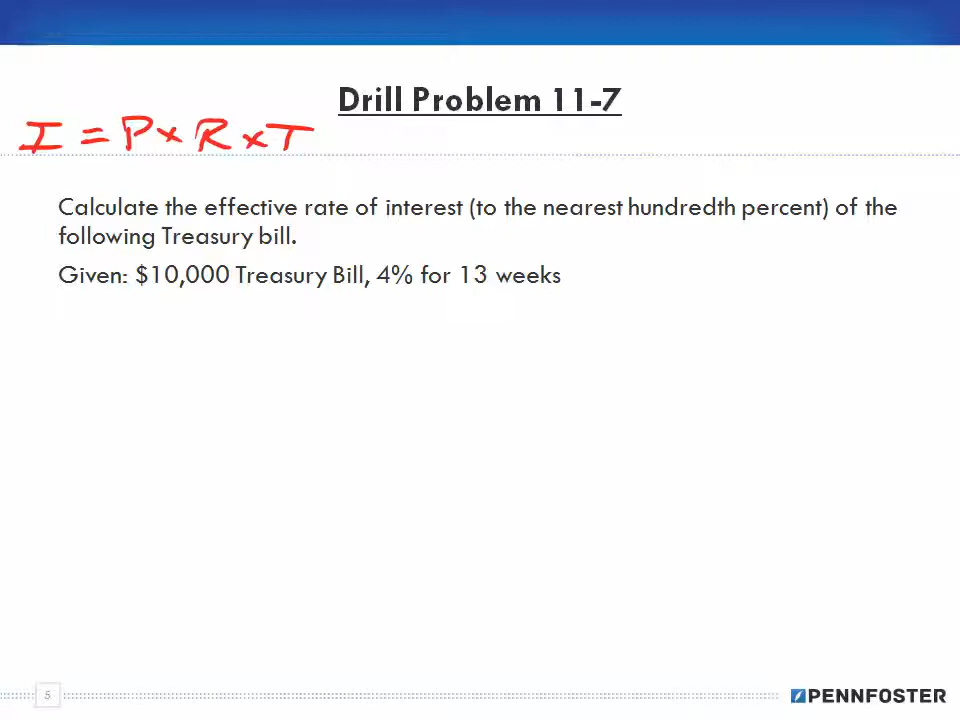 Drill Problem 11-7
I = P x R x T
Calculate the effective rate of interest (to the nearest hundredth percent) of the
following Treasury bill.
Given: $10,000 Treasury Bill, 4% for 13 weeks
5
PENNFOSTER